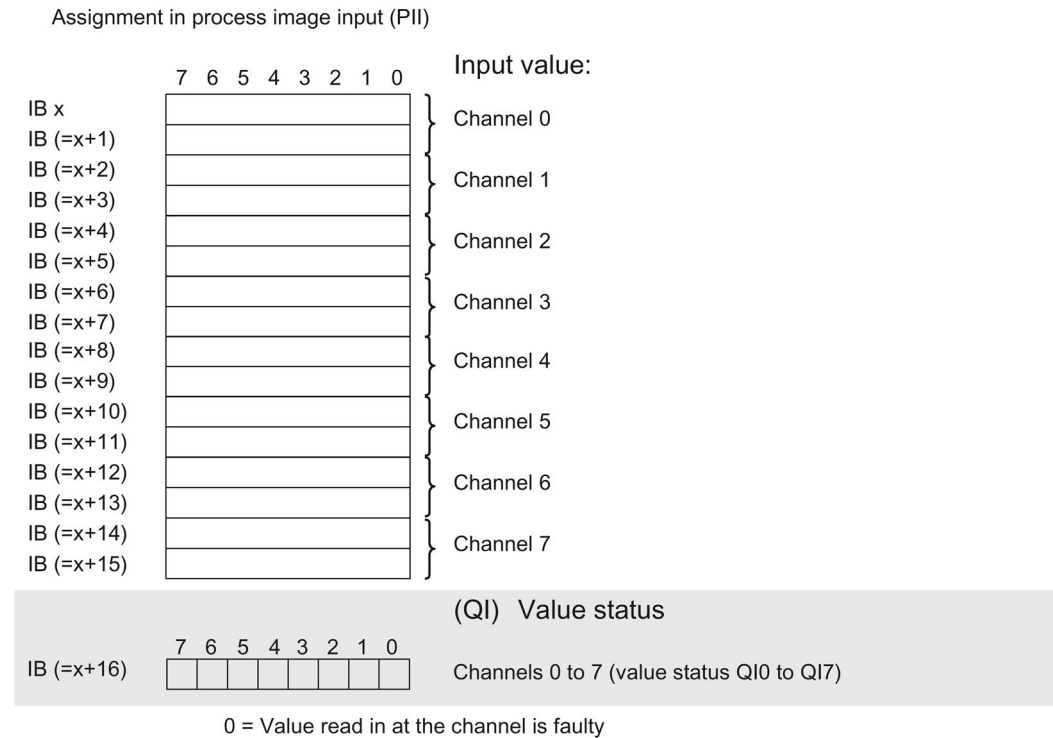 Assignment in process image input (PII)
Input value:
7 6 5 4 3 2 1 0
IB x
Channel 0
IB (=x+1)
IB (=x+2)
Channel 1
IB (=x+3)
IB (=x+4)
Channel 2
IB (=x+5)
IB (=x+6)
Channel 3
IB (=x+7)
IB (=x+8)
Channel 4
IB (=x+9)
IB (=x+10)
Channel 5
IB (=x+11)
IB (=x+12)
Channel 6
IB (=x+13)
IB (=x+14)
Channel 7
IB (=x+15)
(QI) Value status
7 6 5 4 3 2 1 0
IB (=x+16)
Channels 0 to 7 (value status QI0 to QI7)
0 = Value read in at the channel is faulty